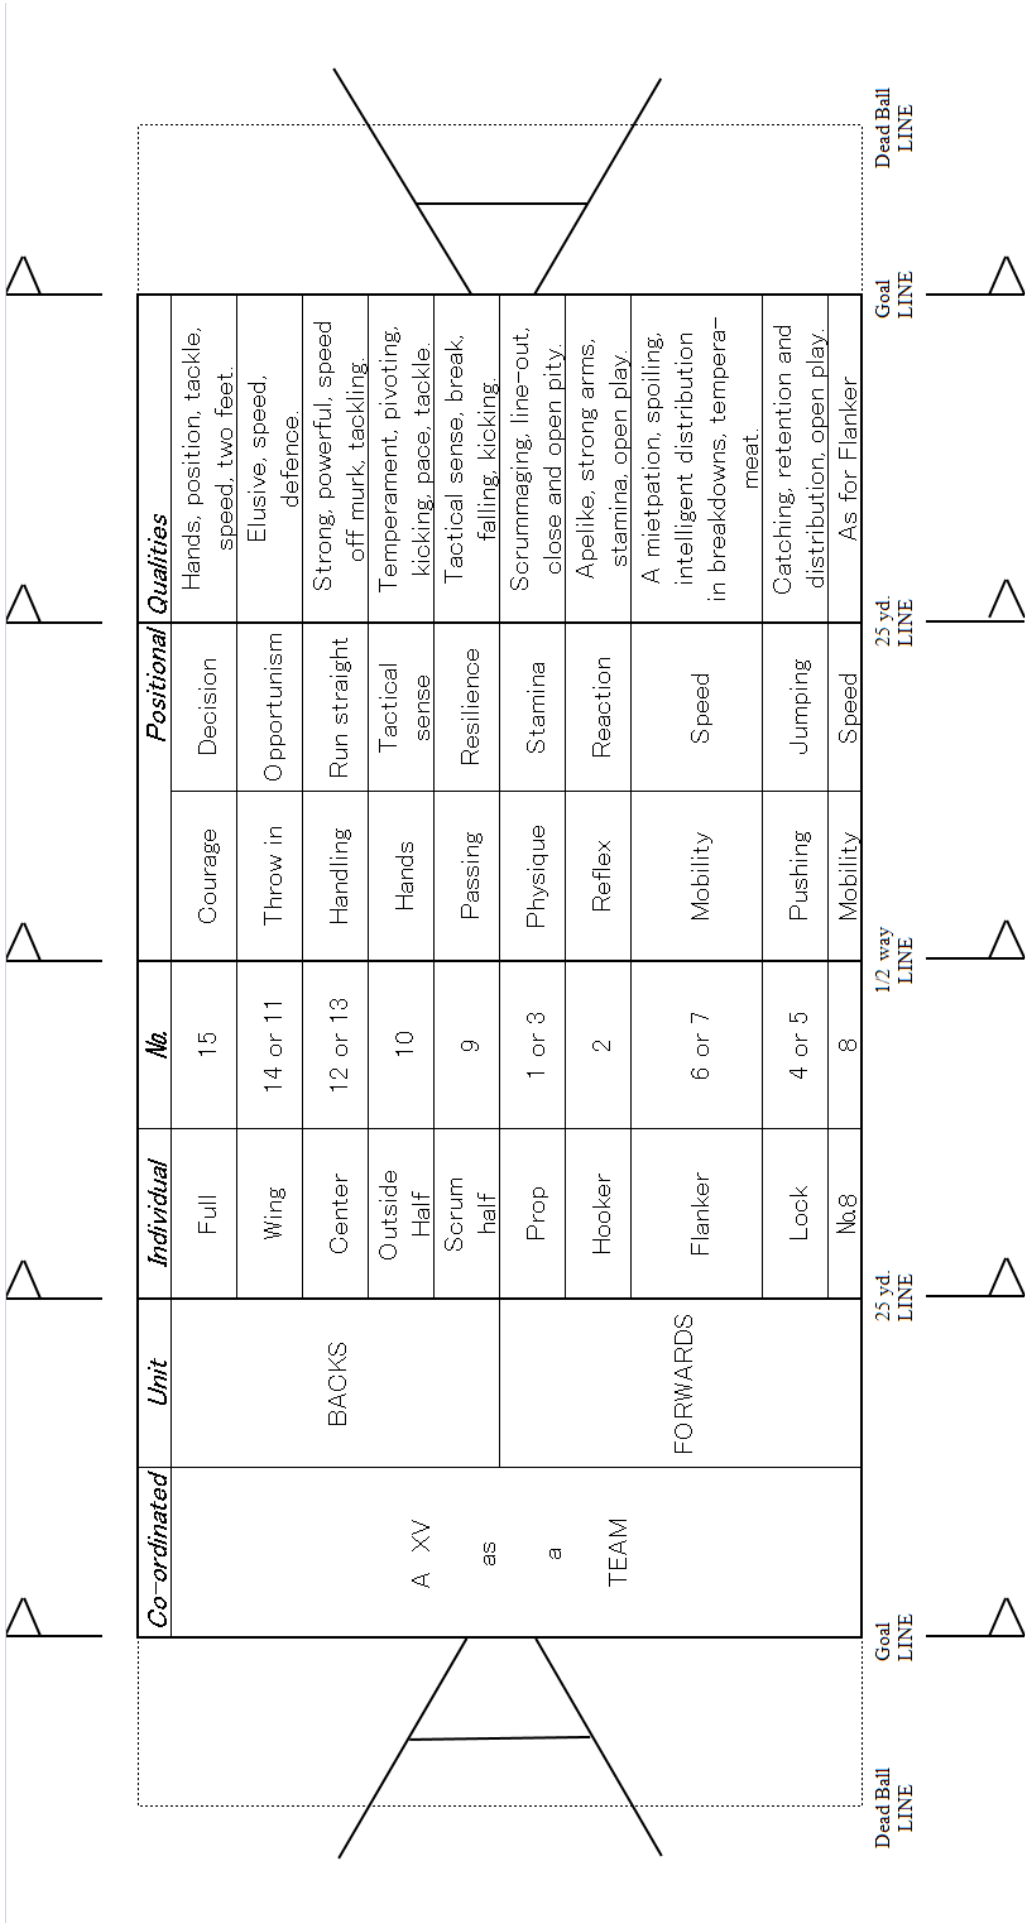 Co-ordinated Unit Individual No. Positional Qualities
A XV
as
a
TEAM
BACKS
Full 15 Courage Decision Hands, position, tackle,
speed, two feet.
Wing 14 or 11 Throw in Opportunism Elusive, speed,
defence.
Center 12 or 13 Handling Run straight Strong, powerful, speed
off murk, tackling.
Outside
Half 10 Hands Tactical
sense Temperament, pivoting,
kicking, pace, tackle.
Scrum
half 9 Passing Resilience Tactical sense, break,
falling, kicking.
FORWARDS
Prop 1 or 3 Physique Stamina Scrummaging, line-out,
close and open pity.
Hooker 2 Reflex Reaction Apelike, strong arms,
stamina, open play.
Flanker 6 or 7 Mobility Speed A mietpation, spoiling,
intelligent distribution
in breakdowns, tempera-
meat.
Lock 4 or 5 Pushing Jumping Catching, retention and
distribution, open play.
No.8 8 Mobility Speed As for Flanker
Dead Ball
LINE
Goal
LINE
25 yd.
LINE
1/2 way
LINE
25 yd.
LINE
Goal
LINE
Dead Ball
LINE